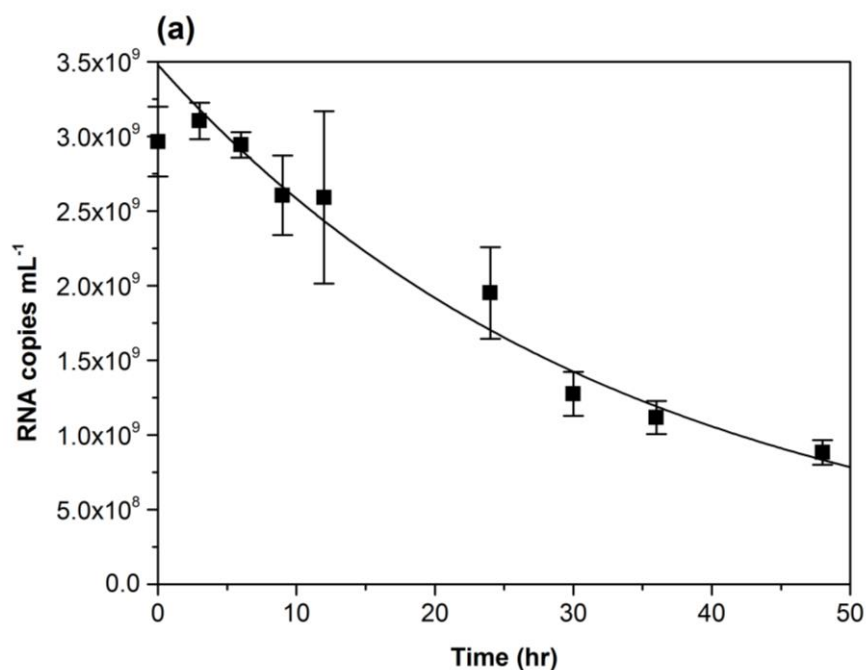 (a)
3.5x10⁹
3.0x10⁹
2.5x10⁹
2.0x10⁹
1.5x10⁹
1.0x10⁹
5.0x10⁸
0.0
RNA copies mL⁻¹
0 10 20 30 40 50
Time (hr)